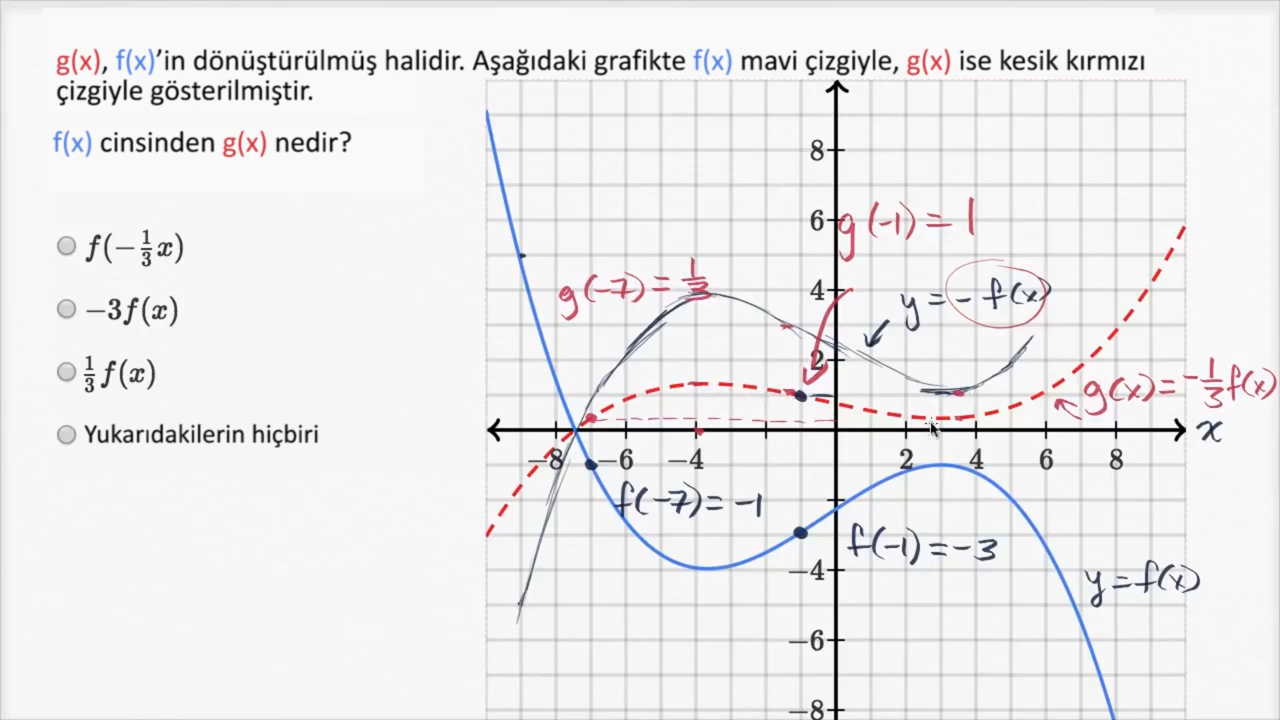 g(x), f(x)'in dönüştürülmüş halidir. Aşağıdaki grafikte f(x) mavi çizgiyle, g(x) ise kesik kırmızı
çizgiyle gösterilmiştir.
f(x) cinsinden g(x) nedir?
f(−1/3x)
−3f(x)
1/3f(x)
Yukarıdakilerin hiçbiri
8
6
g(-1) = 1
g(-7) = 1/3
4
y = -f(x)
2
g(x) = -1/3f(x)
x
−8
−6
−4
2
4
6
8
f(-7) = -1
f(-1) = -3
−4
y = f(x)
−6
−8